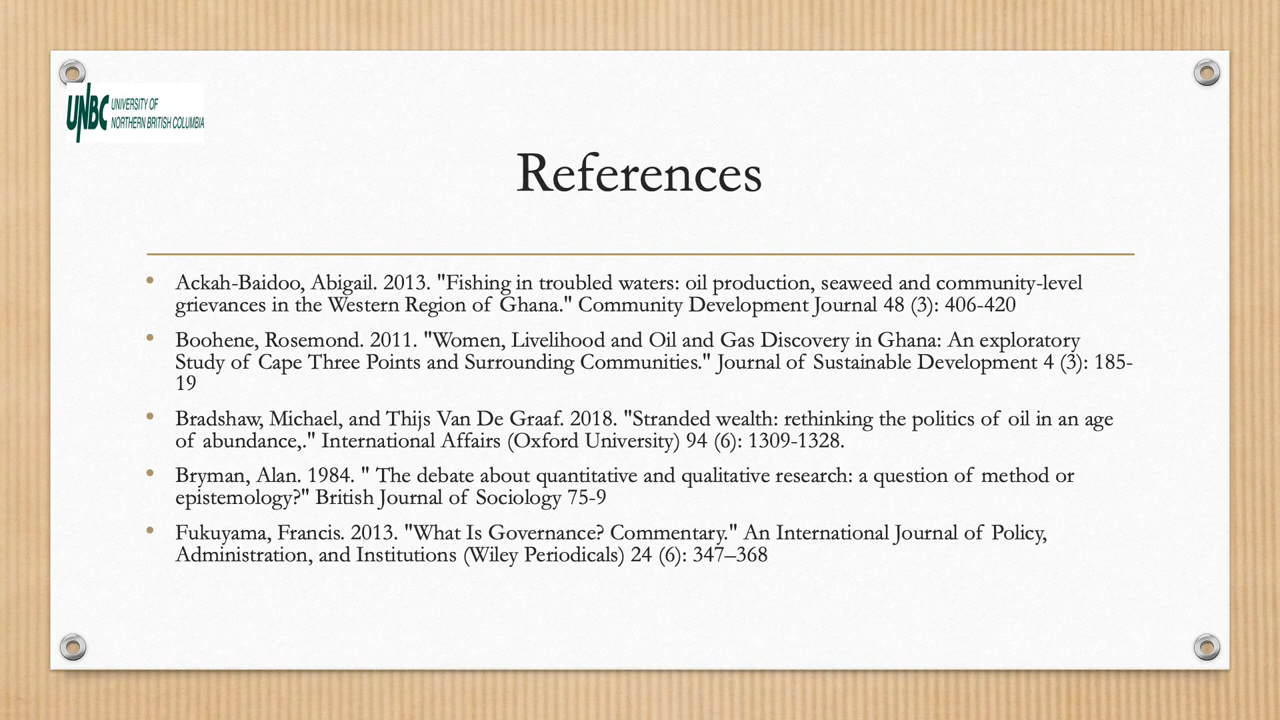 UNBC UNIVERSITY OF
NORTHERN BRITISH COLUMBIA
References
• Ackah-Baidoo, Abigail. 2013. "Fishing in troubled waters: oil production, seaweed and community-level
grievances in the Western Region of Ghana." Community Development Journal 48 (3): 406-420
• Boohene, Rosemond. 2011. "Women, Livelihood and Oil and Gas Discovery in Ghana: An exploratory
Study of Cape Three Points and Surrounding Communities." Journal of Sustainable Development 4 (3): 185-
19
• Bradshaw, Michael, and Thijs Van De Graaf. 2018. "Stranded wealth: rethinking the politics of oil in an age
of abundance,." International Affairs (Oxford University) 94 (6): 1309-1328.
• Bryman, Alan. 1984. " The debate about quantitative and qualitative research: a question of method or
epistemology?" British Journal of Sociology 75-9
• Fukuyama, Francis. 2013. "What Is Governance? Commentary." An International Journal of Policy,
Administration, and Institutions (Wiley Periodicals) 24 (6): 347–368